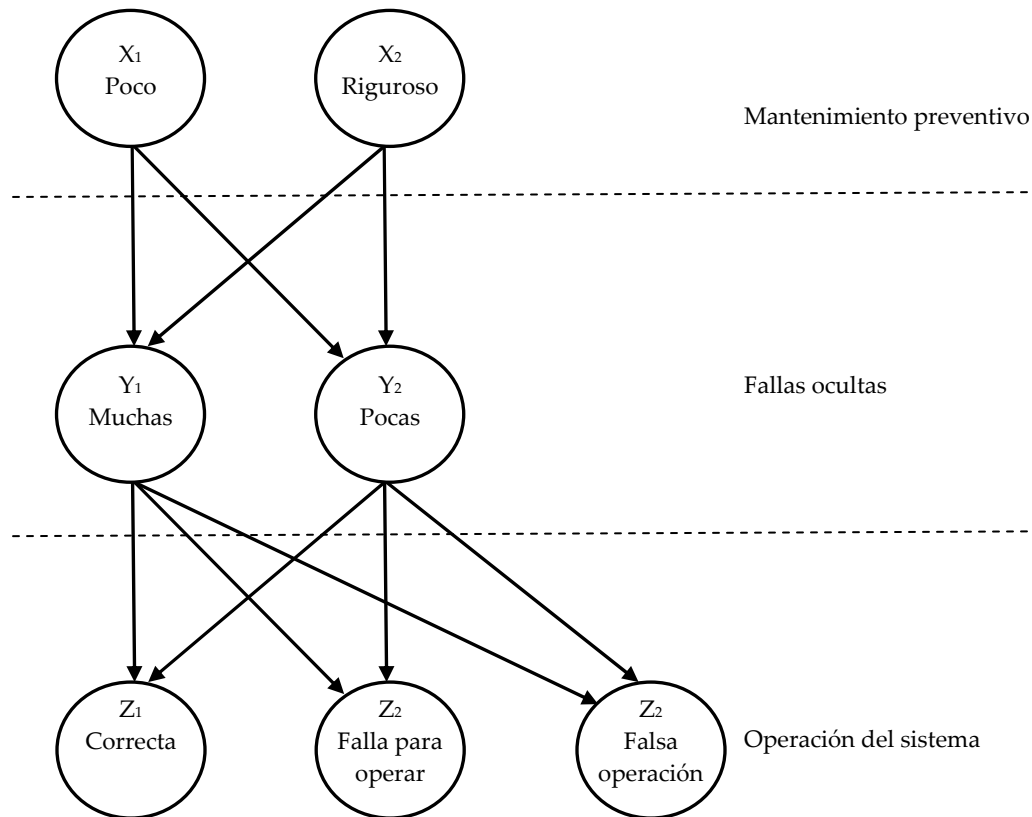 X1
Poco
X2
Riguroso
Mantenimiento preventivo
Y1
Muchas
Y2
Pocas
Fallas ocultas
Z1
Correcta
Z2
Falla para
operar
Z2
Falsa
operación
Operación del sistema